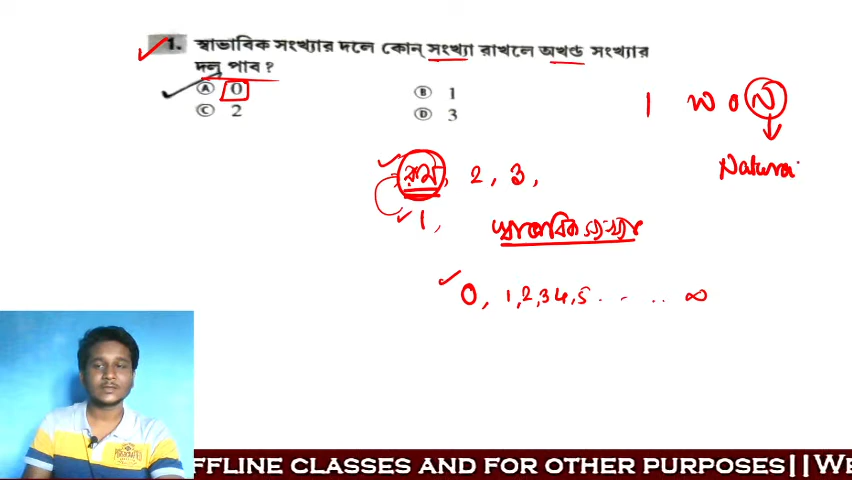 1. স্বাভাবিক সংখ্যার দলে কোন্ সংখ্যা রাখলে অখণ্ড সংখ্যার
দল পাব ?
A 0
B 1
C 2
D 3
I W O N
Natural
রাম, 2, 3,
1,
স্বাভাবিক সংখ্যা
0, 1,2,3 4,5 . . . . . ∞
FFLINE CLASSES AND FOR OTHER PURPOSES||WE